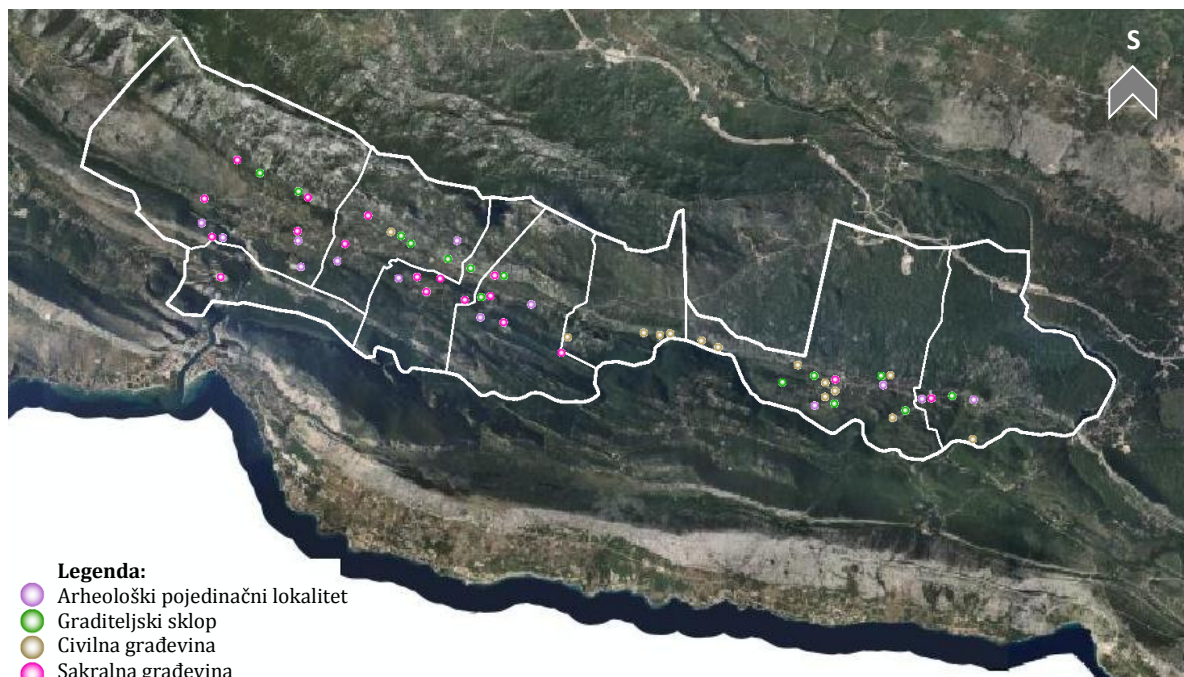 S
Legenda:
Arheološki pojedinačni lokalitet
Graditeljski sklop
Civilna građevina
Sakralna građevina